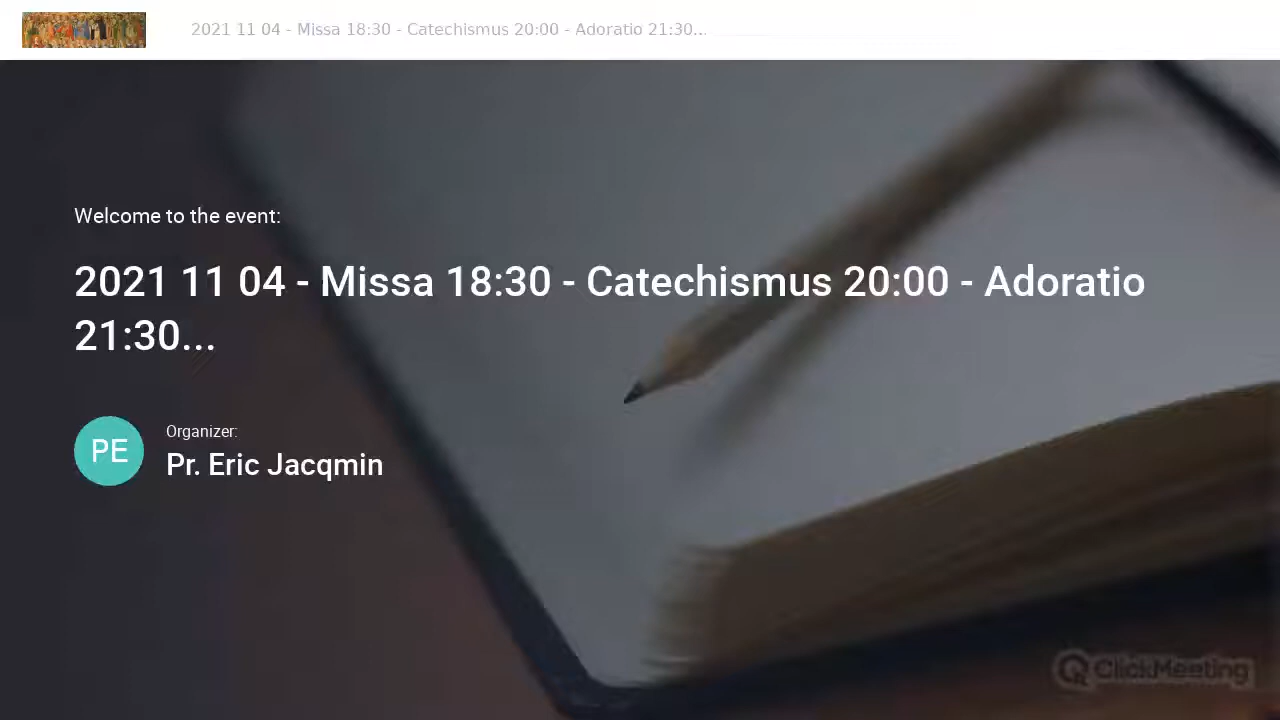 2021 11 04 - Missa 18:30 - Catechismus 20:00 - Adoratio 21:30...
Welcome to the event:
2021 11 04 - Missa 18:30 - Catechismus 20:00 - Adoratio
21:30...
PE
Organizer:
Pr. Eric Jacqmin
ClickMeeting